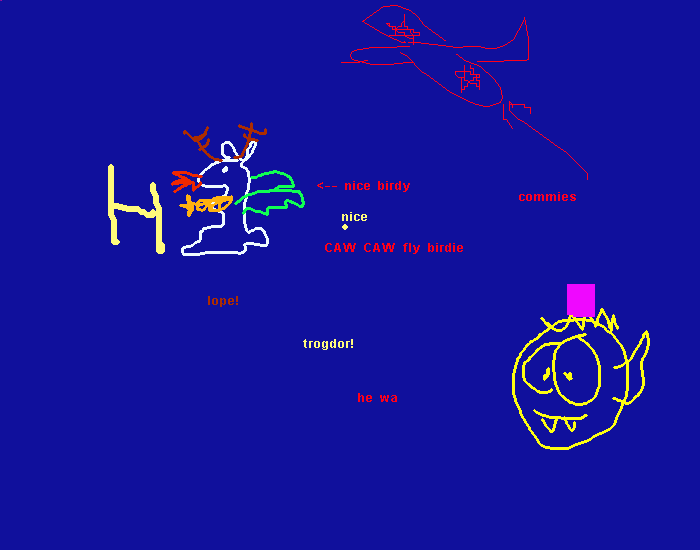 <-- nice birdy
commies
H
nice
CAW CAW fly birdie
lope!
trogdor!
he wa